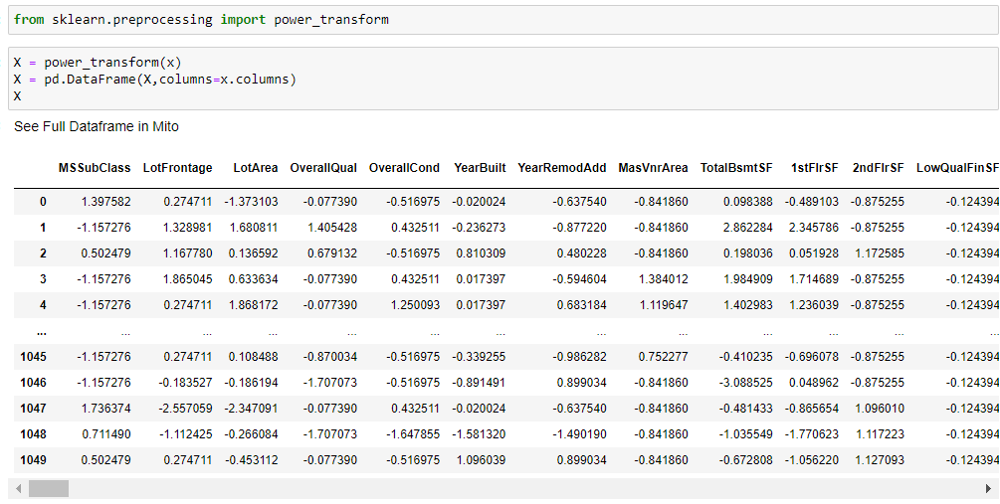 from sklearn.preprocessing import power_transform
X = power_transform(x)
X = pd.DataFrame(X,columns=x.columns)
X
See Full Dataframe in Mito
MSSubClass LotFrontage LotArea OverallQual OverallCond YearBuilt YearRemodAdd MasVnrArea TotalBsmtSF 1stFlrSF 2ndFlrSF LowQualFinSF
0 1.397582 0.274711 -1.373103 -0.077390 -0.516975 -0.020024 -0.637540 -0.841860 0.098388 -0.489103 -0.875255 -0.124394
1 -1.157276 1.328981 1.680811 1.405428 0.432511 -0.236273 -0.877220 -0.841860 2.862284 2.345786 -0.875255 -0.124394
2 0.502479 1.167780 0.136592 0.679132 -0.516975 0.810309 0.480228 -0.841860 0.198036 0.051928 1.172585 -0.124394
3 -1.157276 1.865045 0.633634 -0.077390 0.432511 0.017397 -0.594604 1.384012 1.984909 1.714689 -0.875255 -0.124394
4 -1.157276 0.274711 1.868172 -0.077390 1.250093 0.017397 0.683184 1.119647 1.402983 1.236039 -0.875255 -0.124394
... ... ... ... ... ... ... ... ... ... ... ... ...
1045 -1.157276 0.274711 0.108488 -0.870034 -0.516975 -0.339255 -0.986282 0.752277 -0.410235 -0.696078 -0.875255 -0.124394
1046 -1.157276 -0.183527 -0.186194 -1.707073 -0.516975 -0.891491 0.899034 -0.841860 -3.088525 0.048962 -0.875255 -0.124394
1047 1.736374 -2.557059 -2.347091 -0.077390 0.432511 -0.020024 -0.637540 -0.841860 -0.481433 -0.865654 1.096010 -0.124394
1048 0.711490 -1.112425 -0.266084 -1.707073 -1.647855 -1.581320 -1.490190 -0.841860 -1.035549 -1.770623 1.117223 -0.124394
1049 0.502479 0.274711 -0.453112 -0.077390 -0.516975 1.096039 0.899034 -0.841860 -0.672808 -1.056220 1.127093 -0.124394